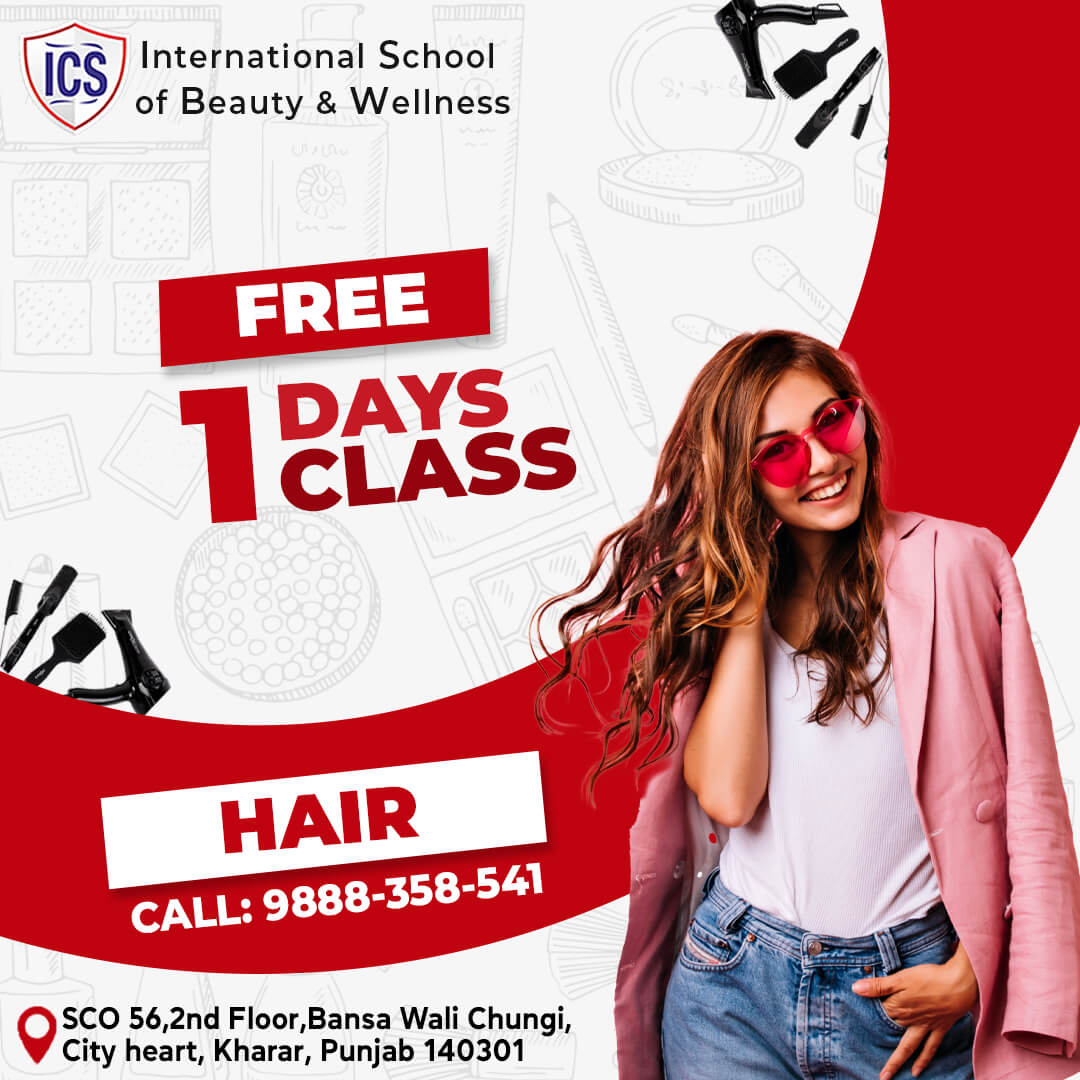 ICS
International School
of Beauty & Wellness
FREE
1 DAYS
CLASS
HAIR
CALL: 9888-358-541
SCO 56,2nd Floor,Bansa Wali Chungi,
City heart, Kharar, Punjab 140301